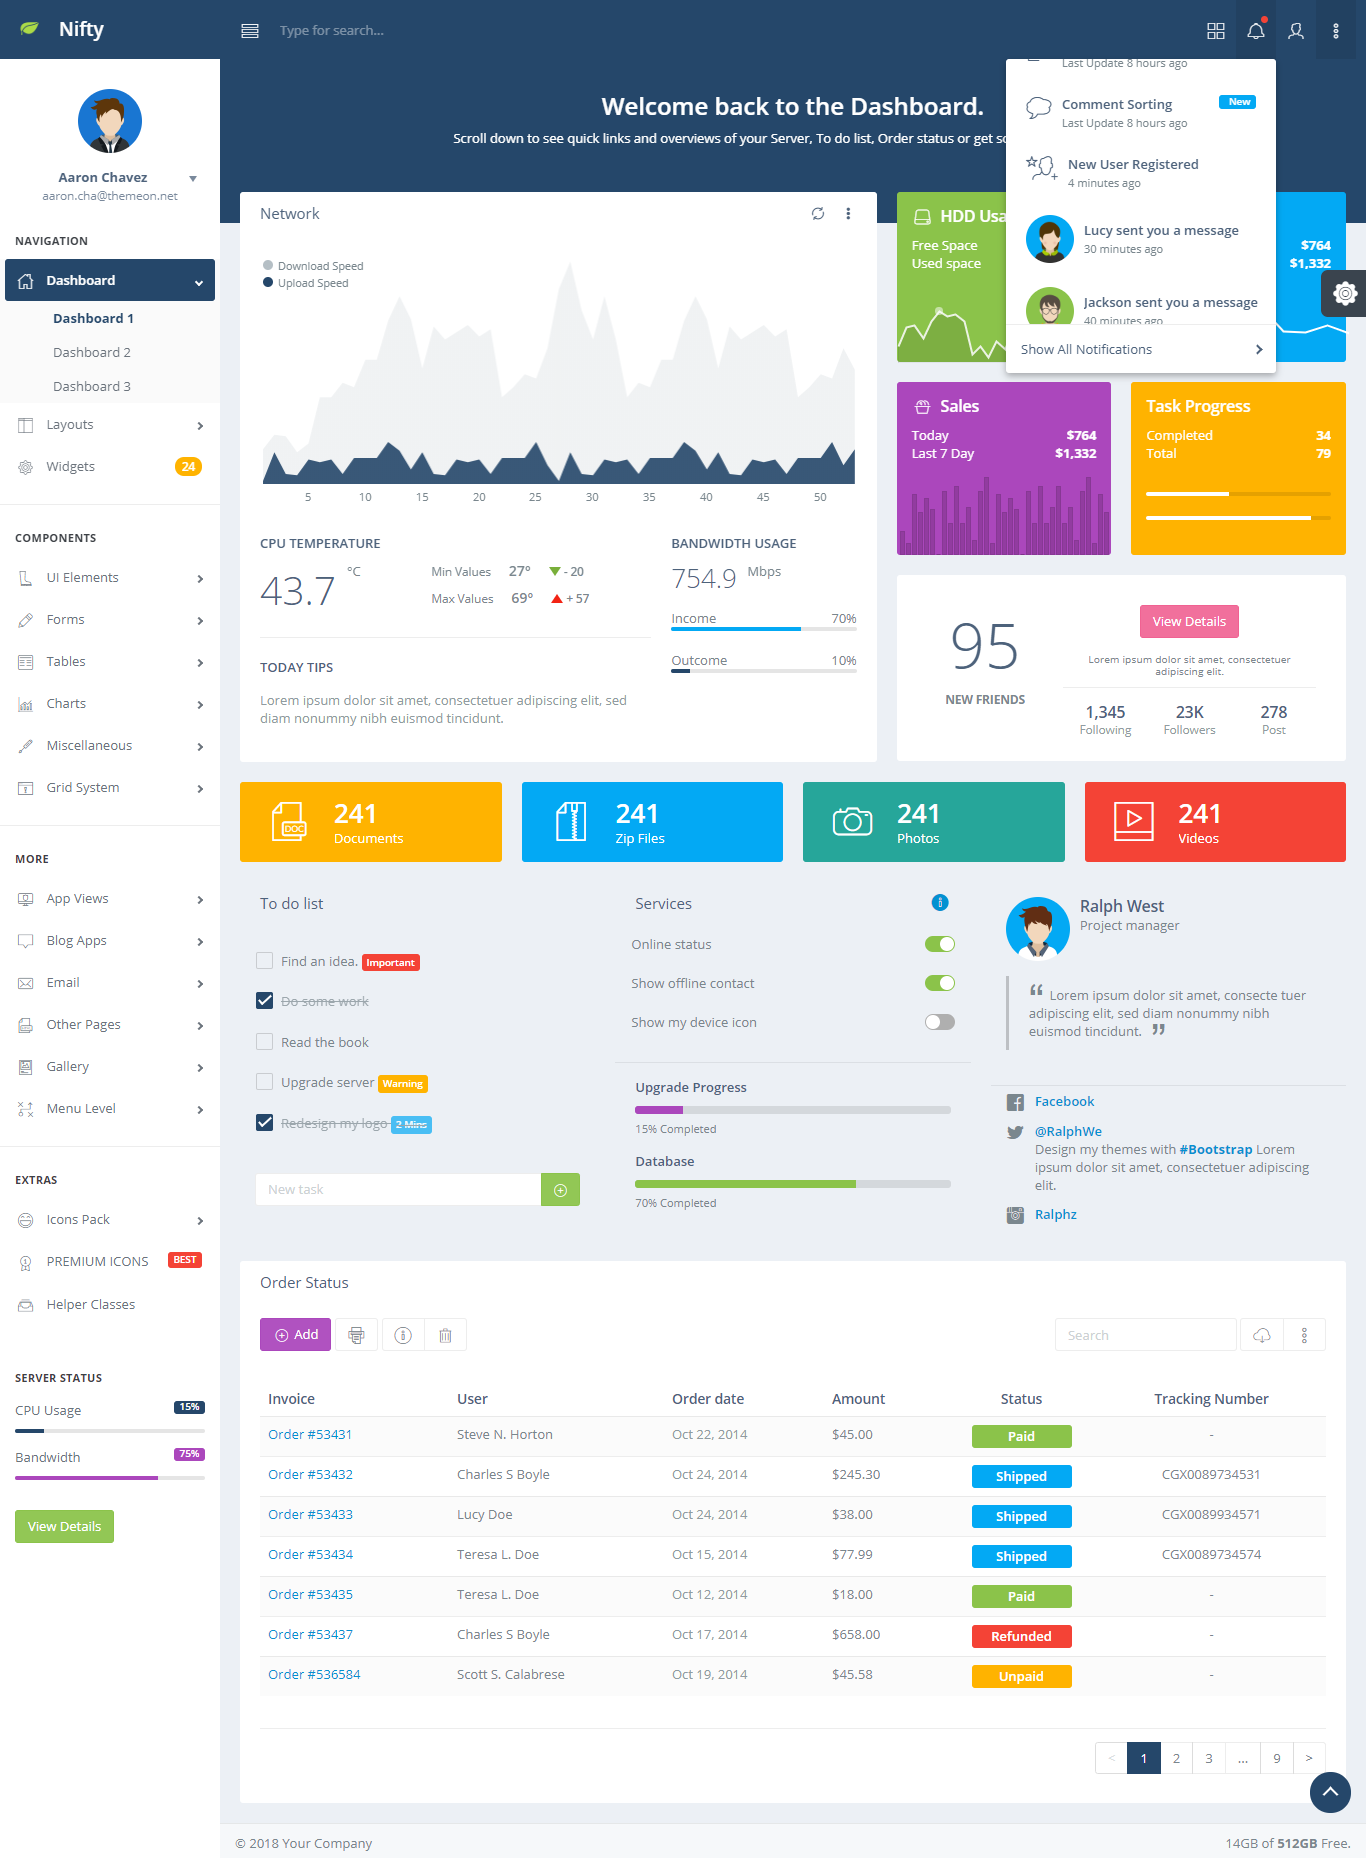 Nifty
Type for search...
Aaron Chavez
aaron.cha@themeon.net
NAVIGATION
Dashboard
Dashboard 1
Dashboard 2
Dashboard 3
Layouts
Widgets 24
COMPONENTS
UI Elements
Forms
Tables
Charts
Miscellaneous
Grid System
MORE
App Views
Blog Apps
Email
Other Pages
Gallery
Menu Level
EXTRAS
Icons Pack
PREMIUM ICONS BEST
Helper Classes
SERVER STATUS
CPU Usage 15%
Bandwidth 75%
View Details
Welcome back to the Dashboard.
Scroll down to see quick links and overviews of your Server, To do list, Order status or get
Last Update 8 hours ago
Comment Sorting New
Last Update 8 hours ago
New User Registered
4 minutes ago
Lucy sent you a message
30 minutes ago
Jackson sent you a message
40 minutes ago
Show All Notifications
Network
Download Speed
Upload Speed
5 10 15 20 25 30 35 40 45 50
CPU TEMPERATURE
43.7 °C
Min Values 27° - 20
Max Values 69° + 57
TODAY TIPS
Lorem ipsum dolor sit amet, consectetuer adipiscing elit, sed
diam nonummy nibh euismod tincidunt.
BANDWIDTH USAGE
754.9 Mbps
Income 70%
Outcome 10%
HDD
Free Space
Used space
$764
$1,332
Sales
Today $764
Last 7 Day $1,332
Task Progress
Completed 34
Total 79
95
NEW FRIENDS
View Details
Lorem ipsum dolor sit amet, consectetuer
adipiscing elit.
1,345 23K 278
Following Followers Post
241
Documents
DOC
241
Zip Files
241
Photos
241
Videos
To do list
Find an idea. Important
Do some work
Read the book
Upgrade server Warning
Redesign my logo 2 Mins
New task
Services
Online status
Show offline contact
Show my device icon
Upgrade Progress
15% Completed
Database
70% Completed
Ralph West
Project manager
“ Lorem ipsum dolor sit amet, consecte tuer
adipiscing elit, sed diam nonummy nibh
euismod tincidunt. ”
Facebook
@RalphWe
Design my themes with #Bootstrap Lorem
ipsum dolor sit amet, consectetuer adipiscing
elit.
Ralphz
Order Status
Add
Search
Invoice User Order date Amount Status Tracking Number
Order #53431 Steve N. Horton Oct 22, 2014 $45.00 Paid -
Order #53432 Charles S Boyle Oct 24, 2014 $245.30 Shipped CGX0089734531
Order #53433 Lucy Doe Oct 24, 2014 $38.00 Shipped CGX0089934571
Order #53434 Teresa L. Doe Oct 15, 2014 $77.99 Shipped CGX0089734574
Order #53435 Teresa L. Doe Oct 12, 2014 $18.00 Paid -
Order #53437 Charles S Boyle Oct 17, 2014 $658.00 Refunded -
Order #536584 Scott S. Calabrese Oct 19, 2014 $45.58 Unpaid -
< 1 2 3 ... 9 >
© 2018 Your Company
14GB of 512GB Free.